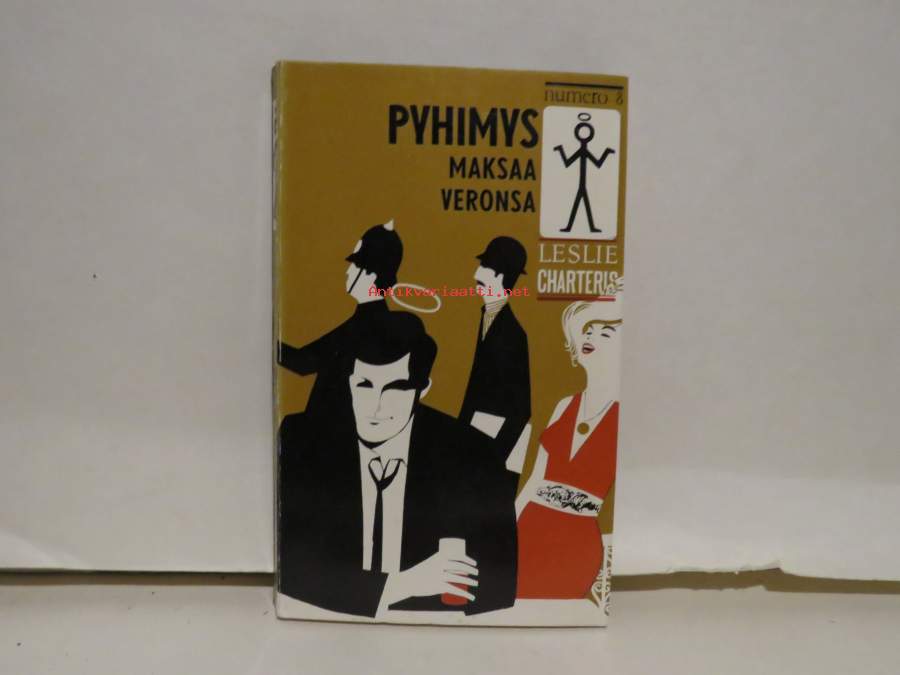 numero 8
PYHIMYS
MAKSAA
VERONSA
LESLIE
CHARTERIS
Antikvariaatti.net